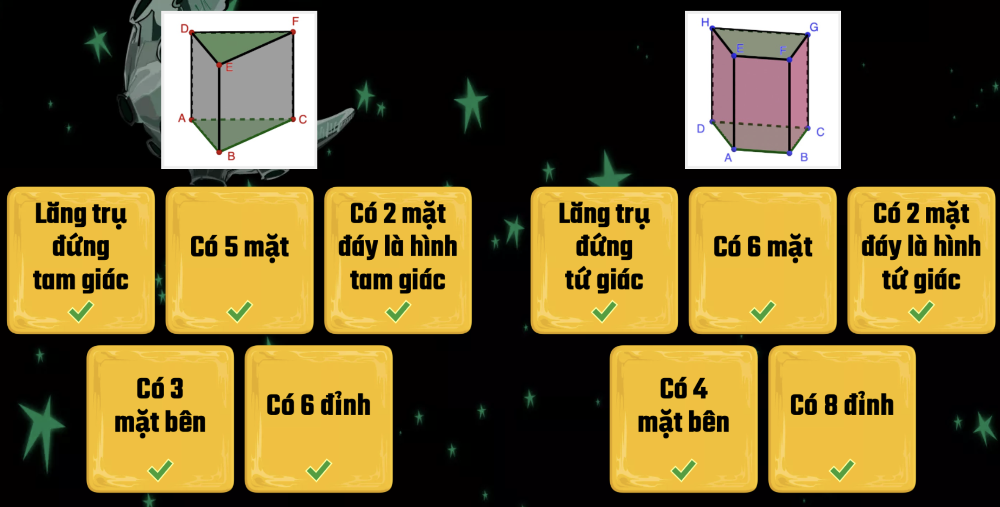 D
F
E
A
C
B
H
G
E
F
D
C
A
B
Lăng trụ
đứng
tam giác
Có 5 mặt
Có 2 mặt
đáy là hình
tam giác
Lăng trụ
đứng
tứ giác
Có 6 mặt
Có 2 mặt
đáy là hình
tứ giác
Có 3
mặt bên
Có 6 đỉnh
Có 4
mặt bên
Có 8 đỉnh